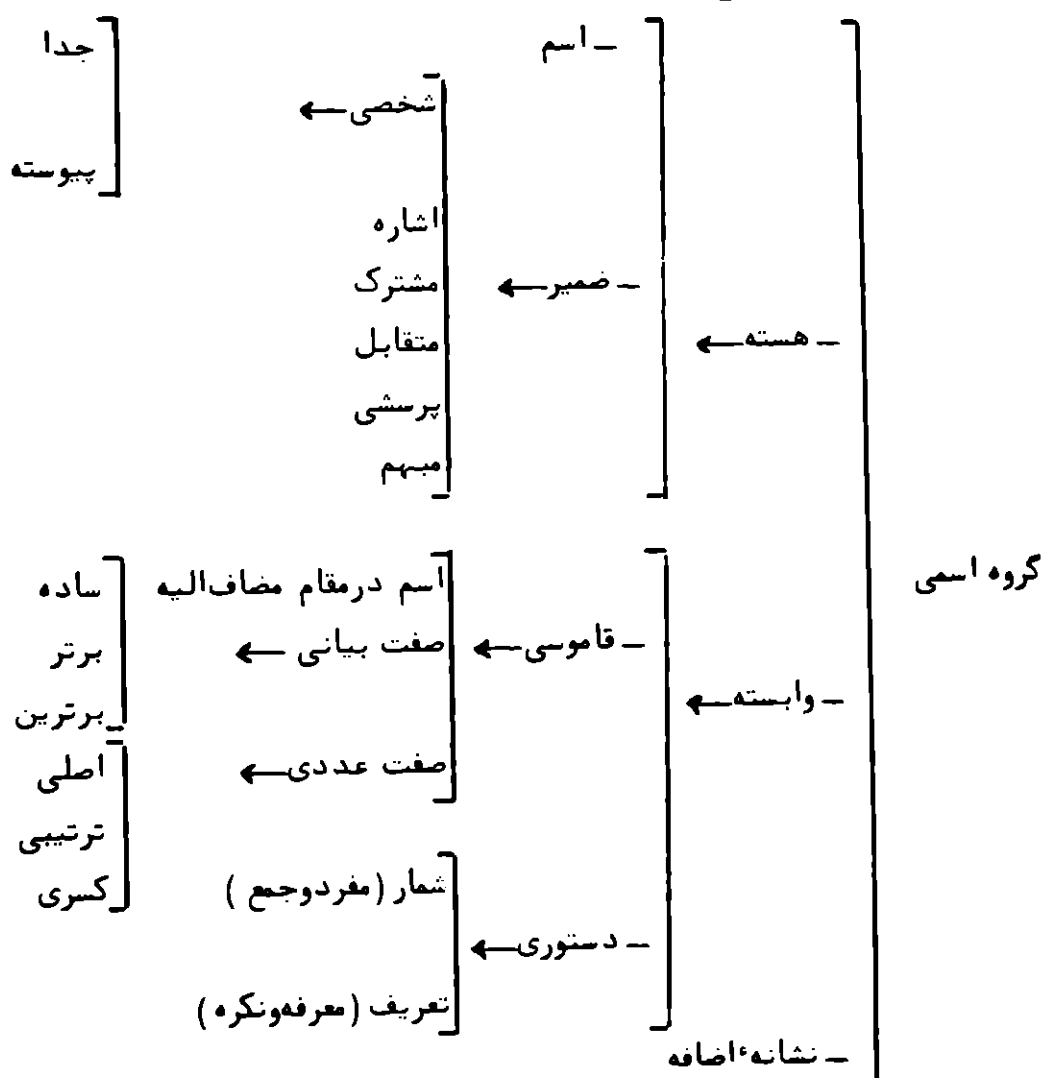 ـ اسم
جدا
شخصی ←
پیوسته
اشاره
ـ ضمیر ← مشترک
ـ هسته ←
متقابل
پرسشی
مبهم
گروه اسمی
اسم درمقام مضاف‌الیه
ساده
ـ قاموسی ← صفت بیانی ←
برتر
ـ وابسته ←
برترین
صفت عددی ← اصلی
ترتیبی
شمار (مفردوجمع)
کسری
ـ دستوری ←
تعریف (معرفه‌ونکره)
ـ نشانهٔ اضافه